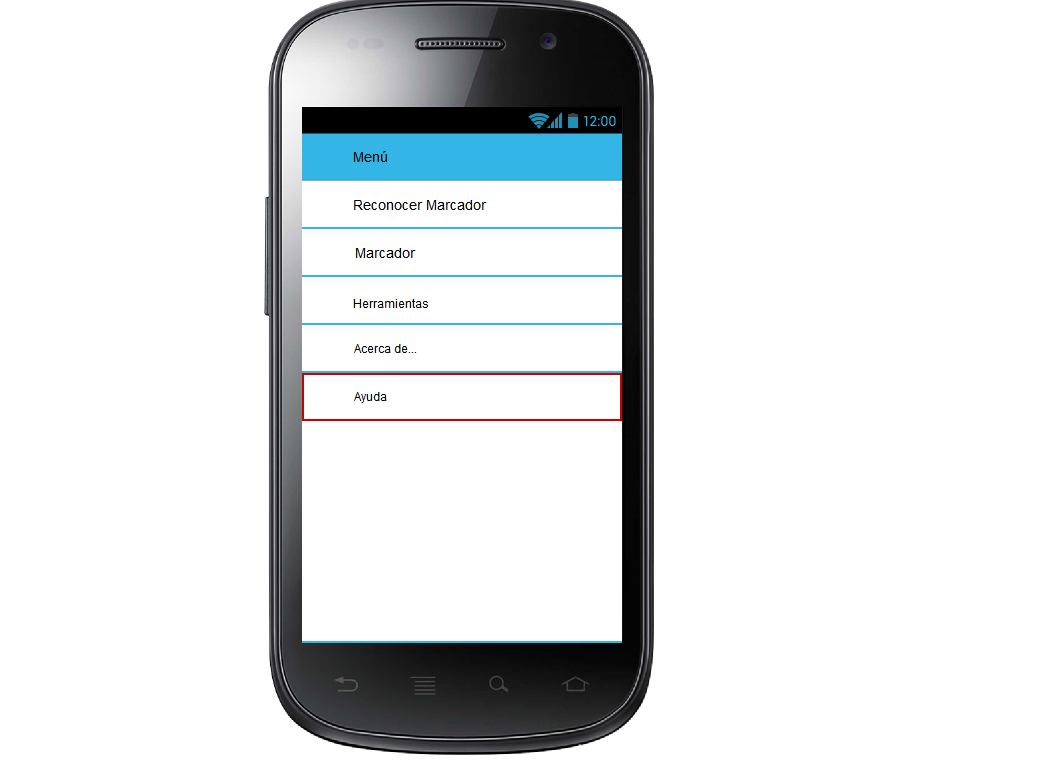 12:00
Menú
Reconocer Marcador
Marcador
Herramientas
Acerca de...
Ayuda